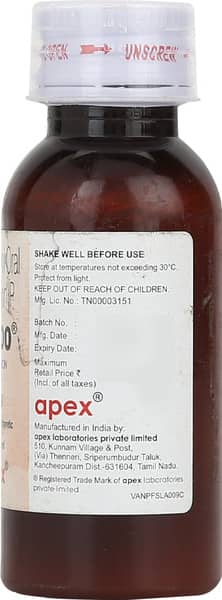 UNSCREW
Oral
IP
00®
SHAKE WELL BEFORE USE
Store at temperatures not exceeding 30°C.
Protect from light.
KEEP OUT OF REACH OF CHILDREN.
Mfg. Lic. No : TN00003151
Batch No. :
Mfg. Date :
Expiry Date:
Maximum
Retail Price ₹
(Incl. of all taxes)
apex®
Manufactured in India by:
apex laboratories private limited
510, Kunnam Village & Post,
(Via) Thenneri, Sriperumbudur Taluk,
Kancheepuram Dist.-631604, Tamil Nadu.
® Registered Trade Mark of apex laboratories
private limited
VANPFSLA009C